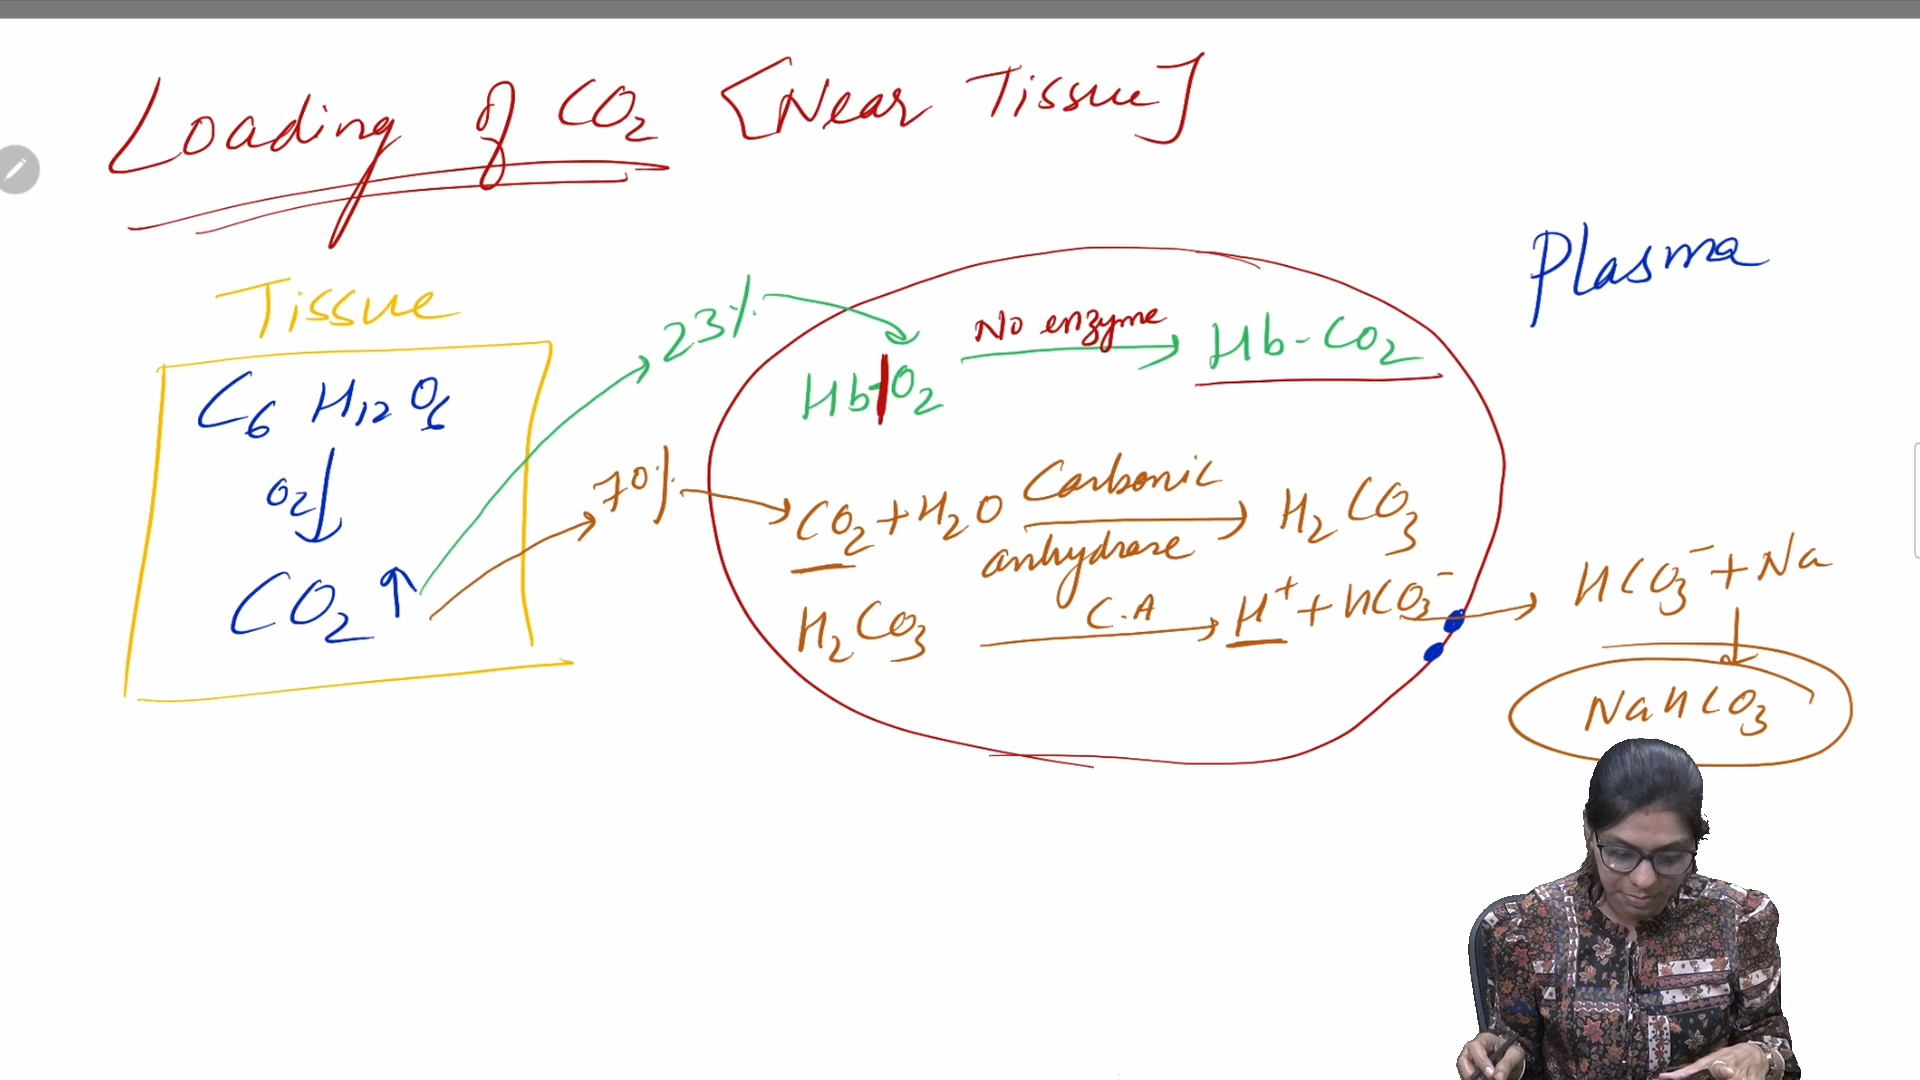 Loading of CO2 [Near Tissue]
Plasma
Tissue
C6 H12 O6
O2
CO2 ↑
23%
Hb-O2
No enzyme
Hb-CO2
70%
CO2 + H2O
Carbonic
anhydrase
H2CO3
H2CO3
C.A
H+ + HCO3-
HCO3- + Na
NaHCO3